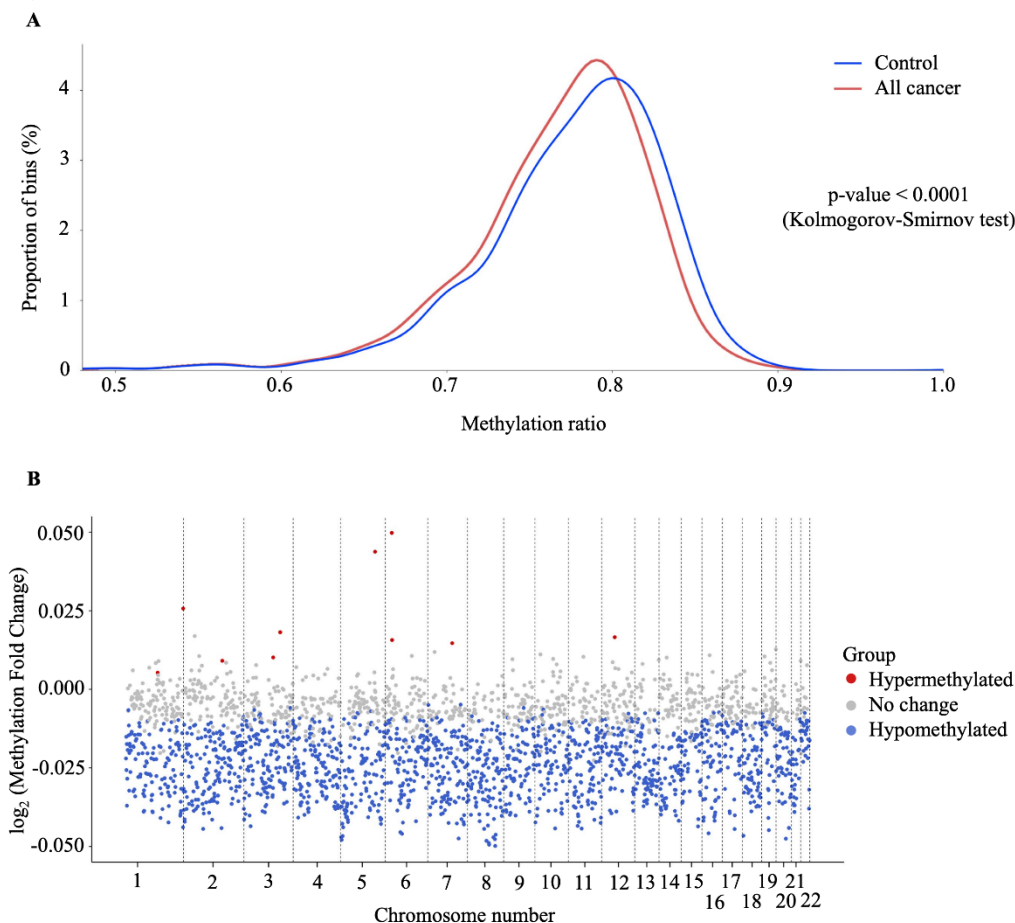 A
Proportion of bins (%)
4
3
2
1
0
0.5 0.6 0.7 0.8 0.9 1.0
Methylation ratio
Control
All cancer
p-value < 0.0001
(Kolmogorov-Smirnov test)
B
log2 (Methylation Fold Change)
0.050
0.025
0.000
-0.025
-0.050
1 2 3 4 5 6 7 8 9 10 11 12 13 14 15 16 17 18 19 20 21 22
Chromosome number
Group
Hypermethylated
No change
Hypomethylated